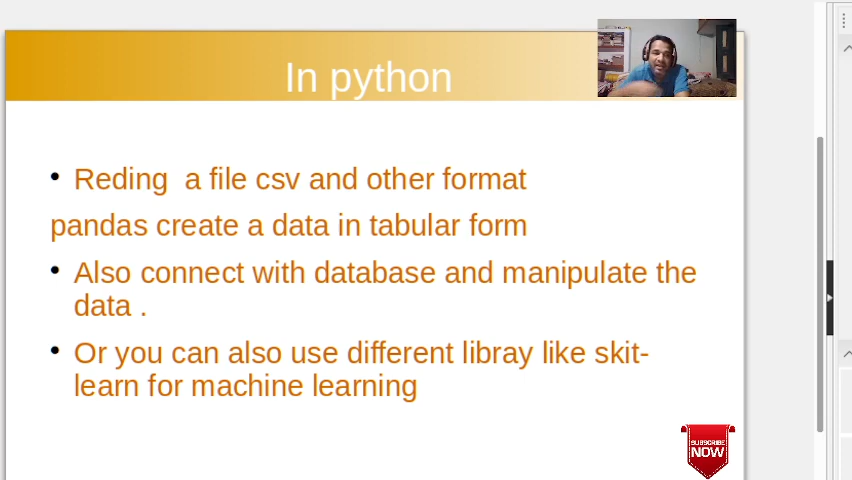 In python
Reding a file csv and other format
pandas create a data in tabular form
Also connect with database and manipulate the
data .
Or you can also use different libray like skit-
learn for machine learning
SUBSCRIBE
NOW